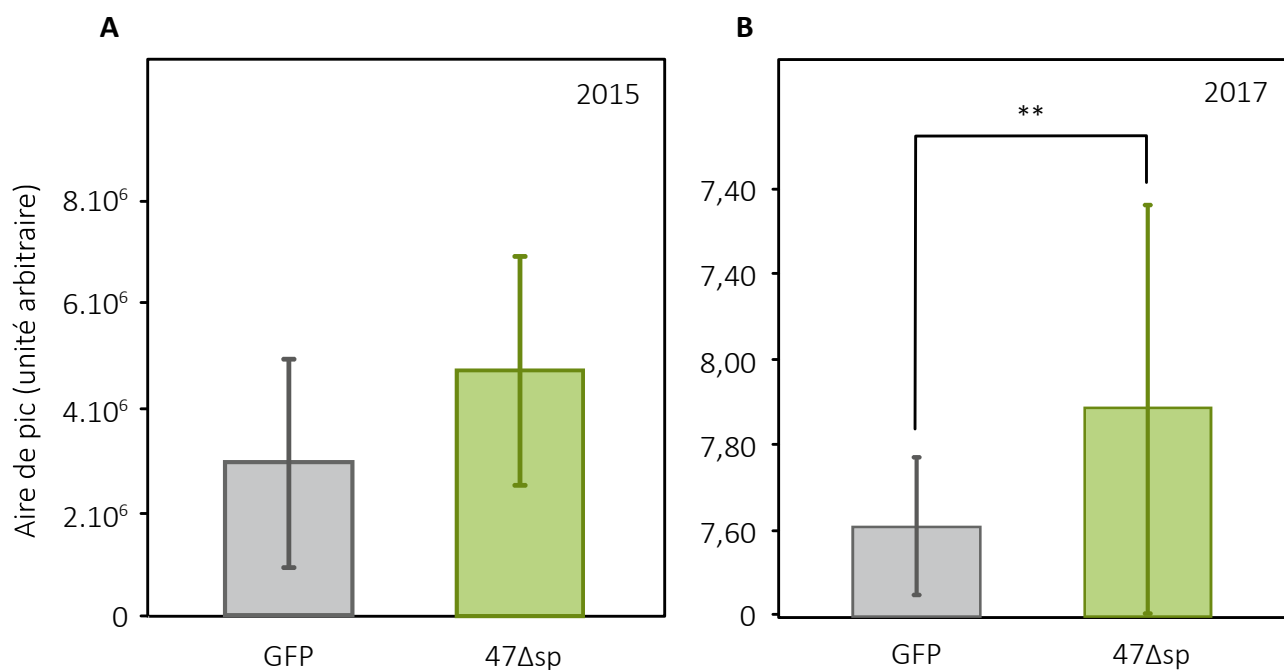 A
2015
Aire de pic (unité arbitraire)
8.10⁶
6.10⁶
4.10⁶
2.10⁶
0
GFP
47Δsp
B
2017
**
7,40
7,40
8,00
7,80
7,60
0
GFP
47Δsp